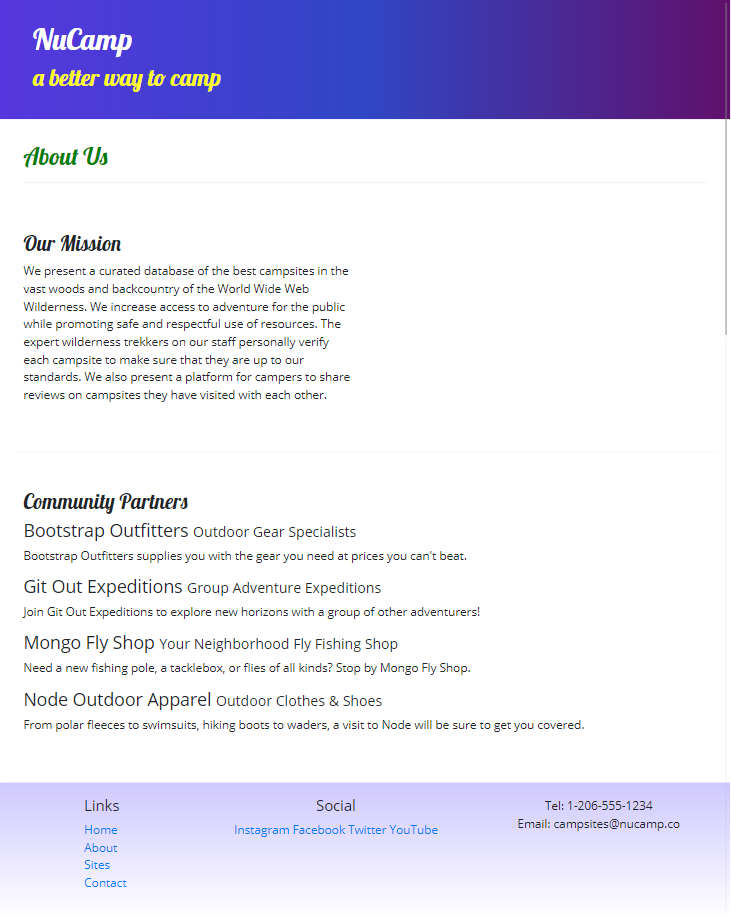 NuCamp
a better way to camp
About Us
Our Mission
We present a curated database of the best campsites in the
vast woods and backcountry of the World Wide Web
Wilderness. We increase access to adventure for the public
while promoting safe and respectful use of resources. The
expert wilderness trekkers on our staff personally verify
each campsite to make sure that they are up to our
standards. We also present a platform for campers to share
reviews on campsites they have visited with each other.
Community Partners
Bootstrap Outfitters Outdoor Gear Specialists
Bootstrap Outfitters supplies you with the gear you need at prices you can't beat.
Git Out Expeditions Group Adventure Expeditions
Join Git Out Expeditions to explore new horizons with a group of other adventurers!
Mongo Fly Shop Your Neighborhood Fly Fishing Shop
Need a new fishing pole, a tacklebox, or flies of all kinds? Stop by Mongo Fly Shop.
Node Outdoor Apparel Outdoor Clothes & Shoes
From polar fleeces to swimsuits, hiking boots to waders, a visit to Node will be sure to get you covered.
Links
Home
About
Sites
Contact
Social
Instagram Facebook Twitter YouTube
Tel: 1-206-555-1234
Email: campsites@nucamp.co